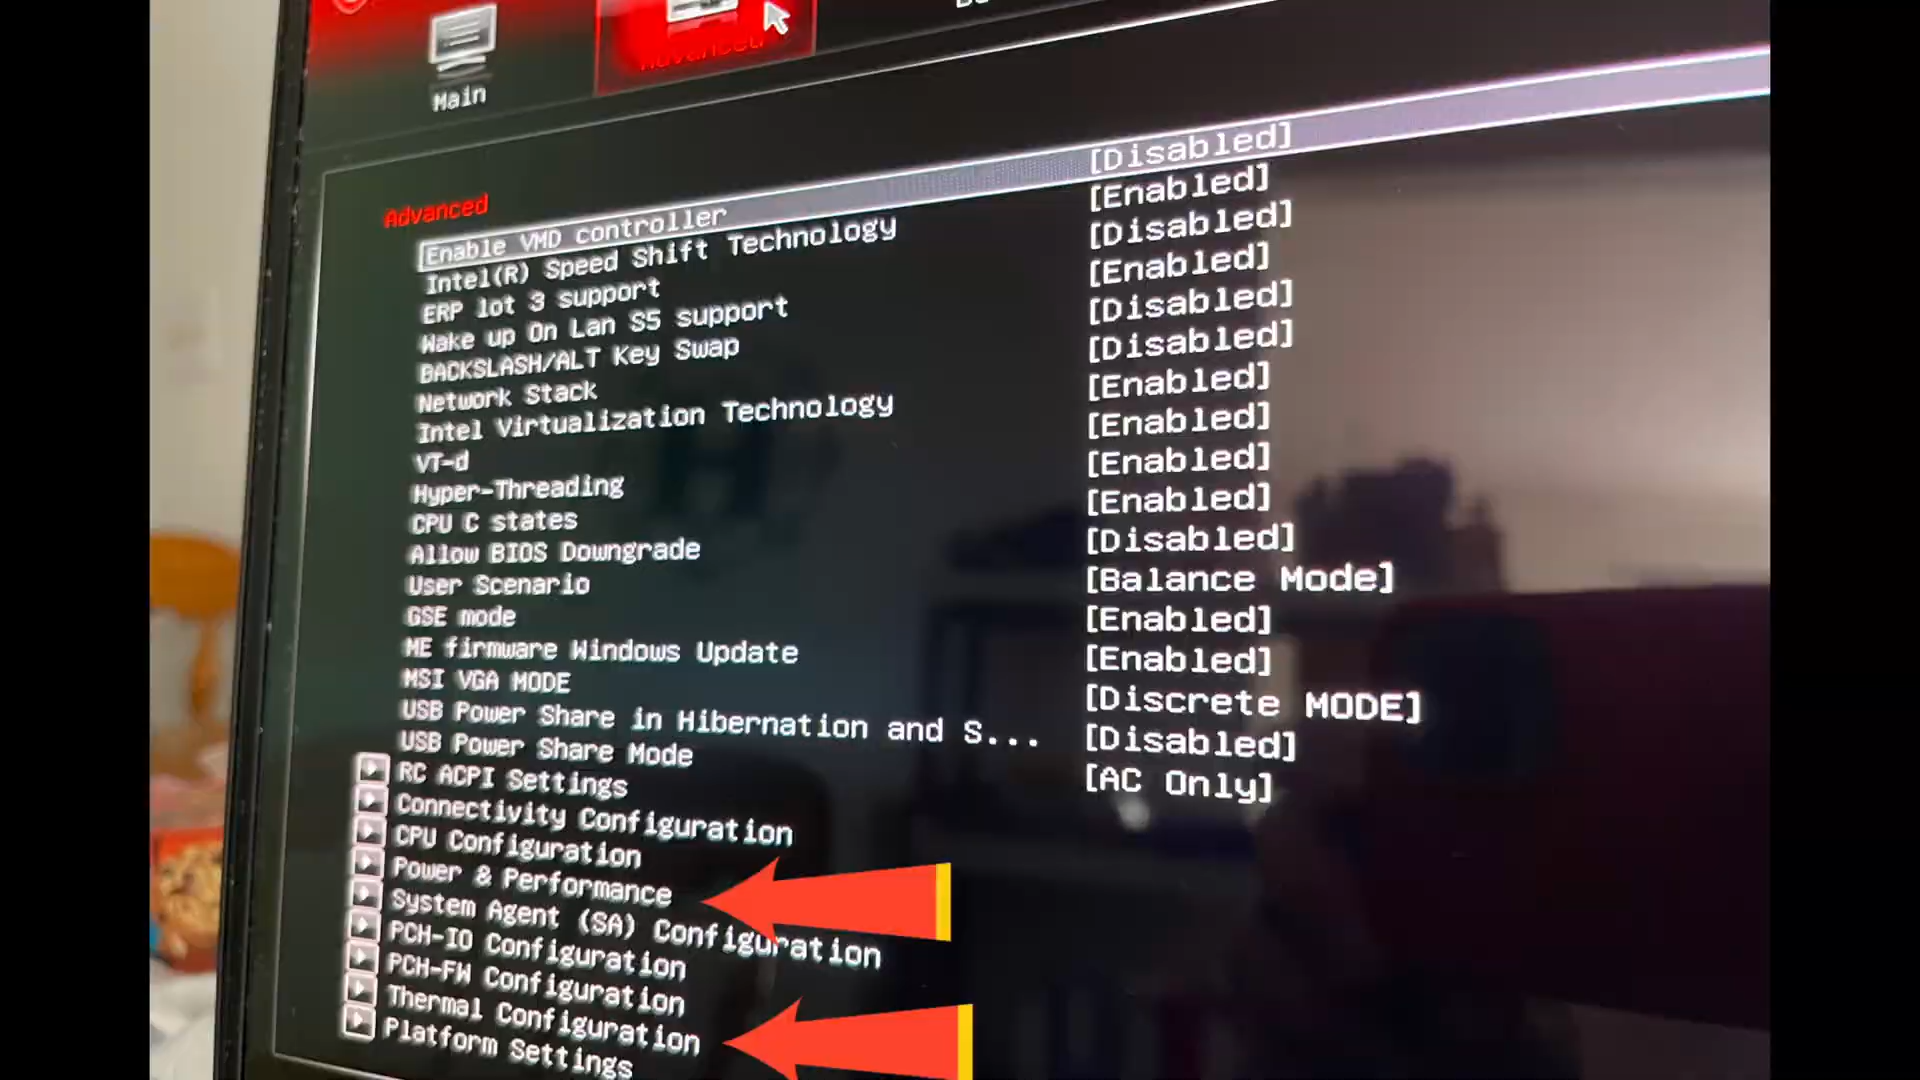 Main
Advanced
Advanced
Enable VMD controller [Disabled]
Intel(R) Speed Shift Technology [Enabled]
ERP lot 3 support [Disabled]
Wake up On Lan S5 support [Enabled]
BACKSLASH/ALT Key Swap [Disabled]
Network Stack [Disabled]
Intel Virtualization Technology [Enabled]
VT-d [Enabled]
Hyper-Threading [Enabled]
CPU C states [Enabled]
Allow BIOS Downgrade [Disabled]
User Scenario [Balance Mode]
GSE mode [Enabled]
ME firmware Windows Update [Enabled]
MSI VGA MODE [Discrete MODE]
USB Power Share in Hibernation and S... [Disabled]
USB Power Share Mode [AC Only]
RC ACPI Settings
Connectivity Configuration
CPU Configuration
Power & Performance
System Agent (SA) Configuration
PCH-IO Configuration
PCH-FW Configuration
Thermal Configuration
Platform Settings